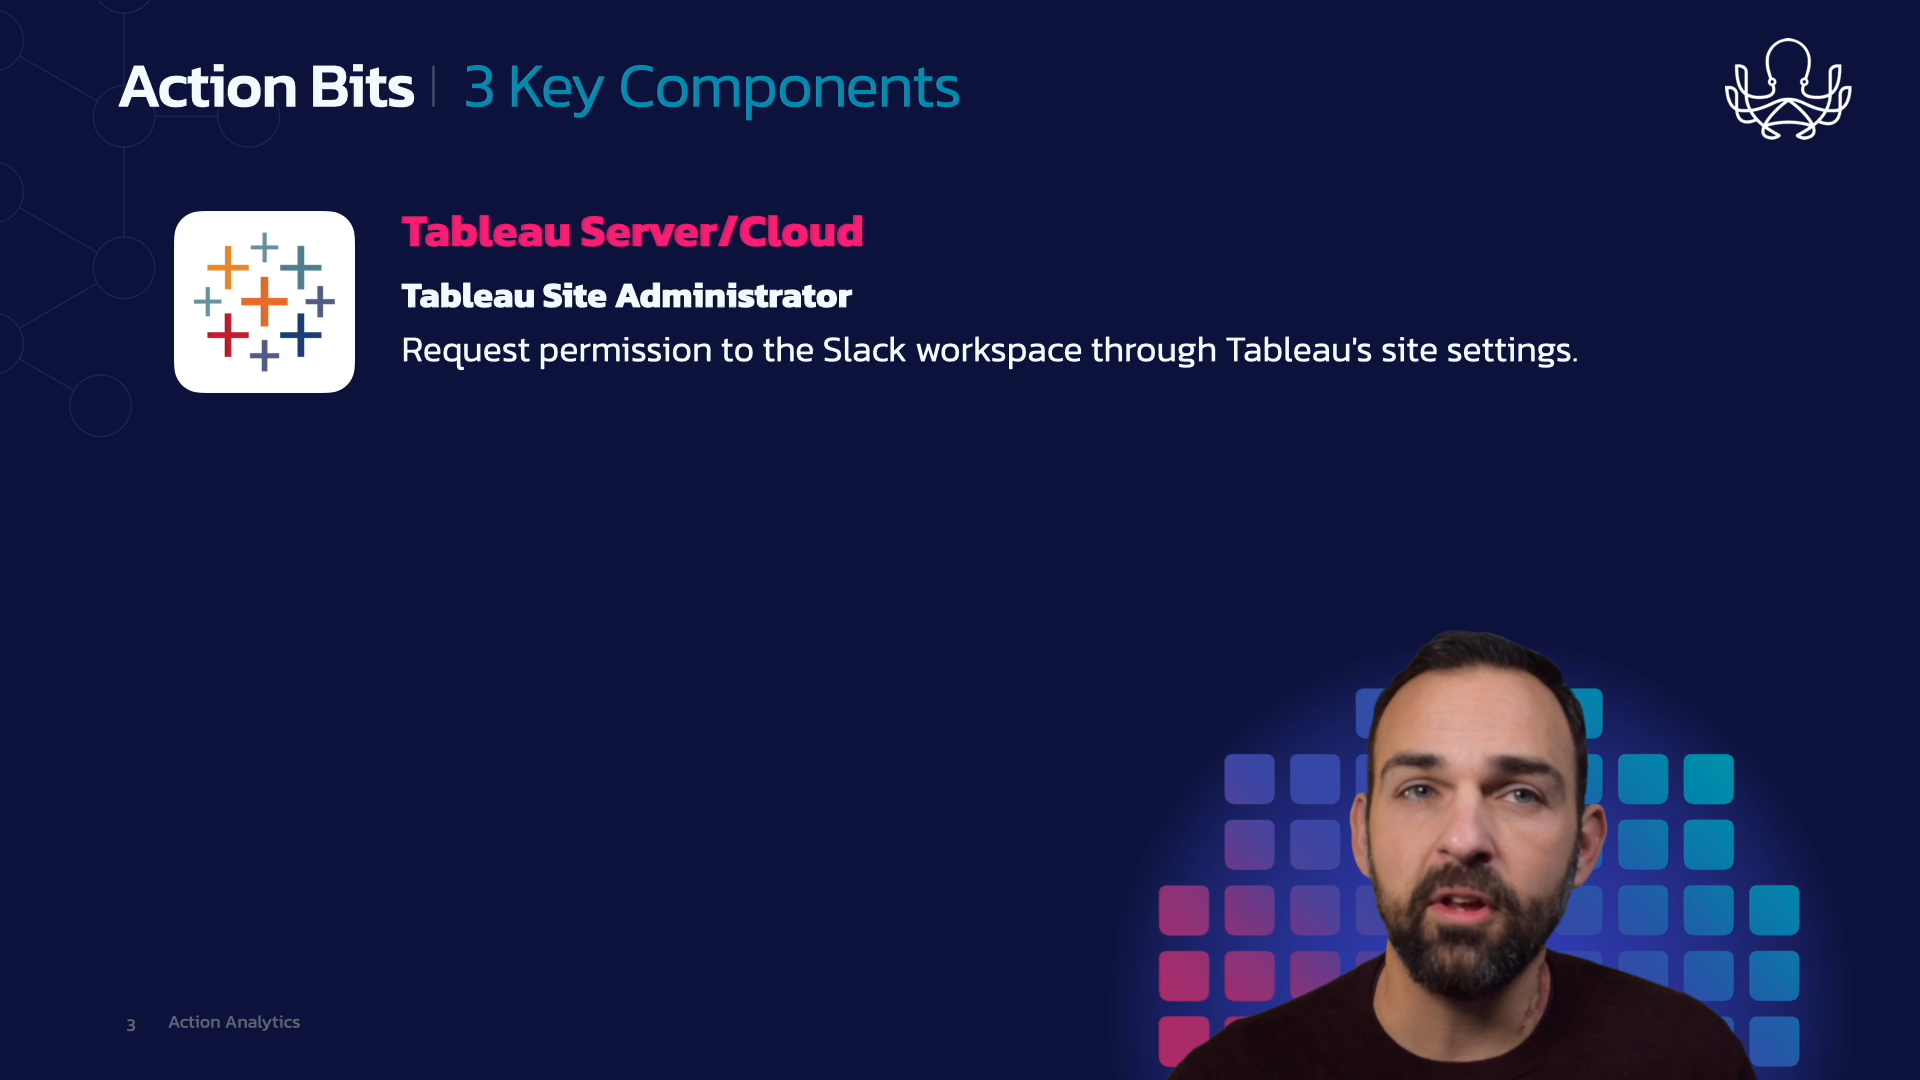 Action Bits | 3 Key Components
Tableau Server/Cloud
Tableau Site Administrator
Request permission to the Slack workspace through Tableau's site settings.
3 Action Analytics